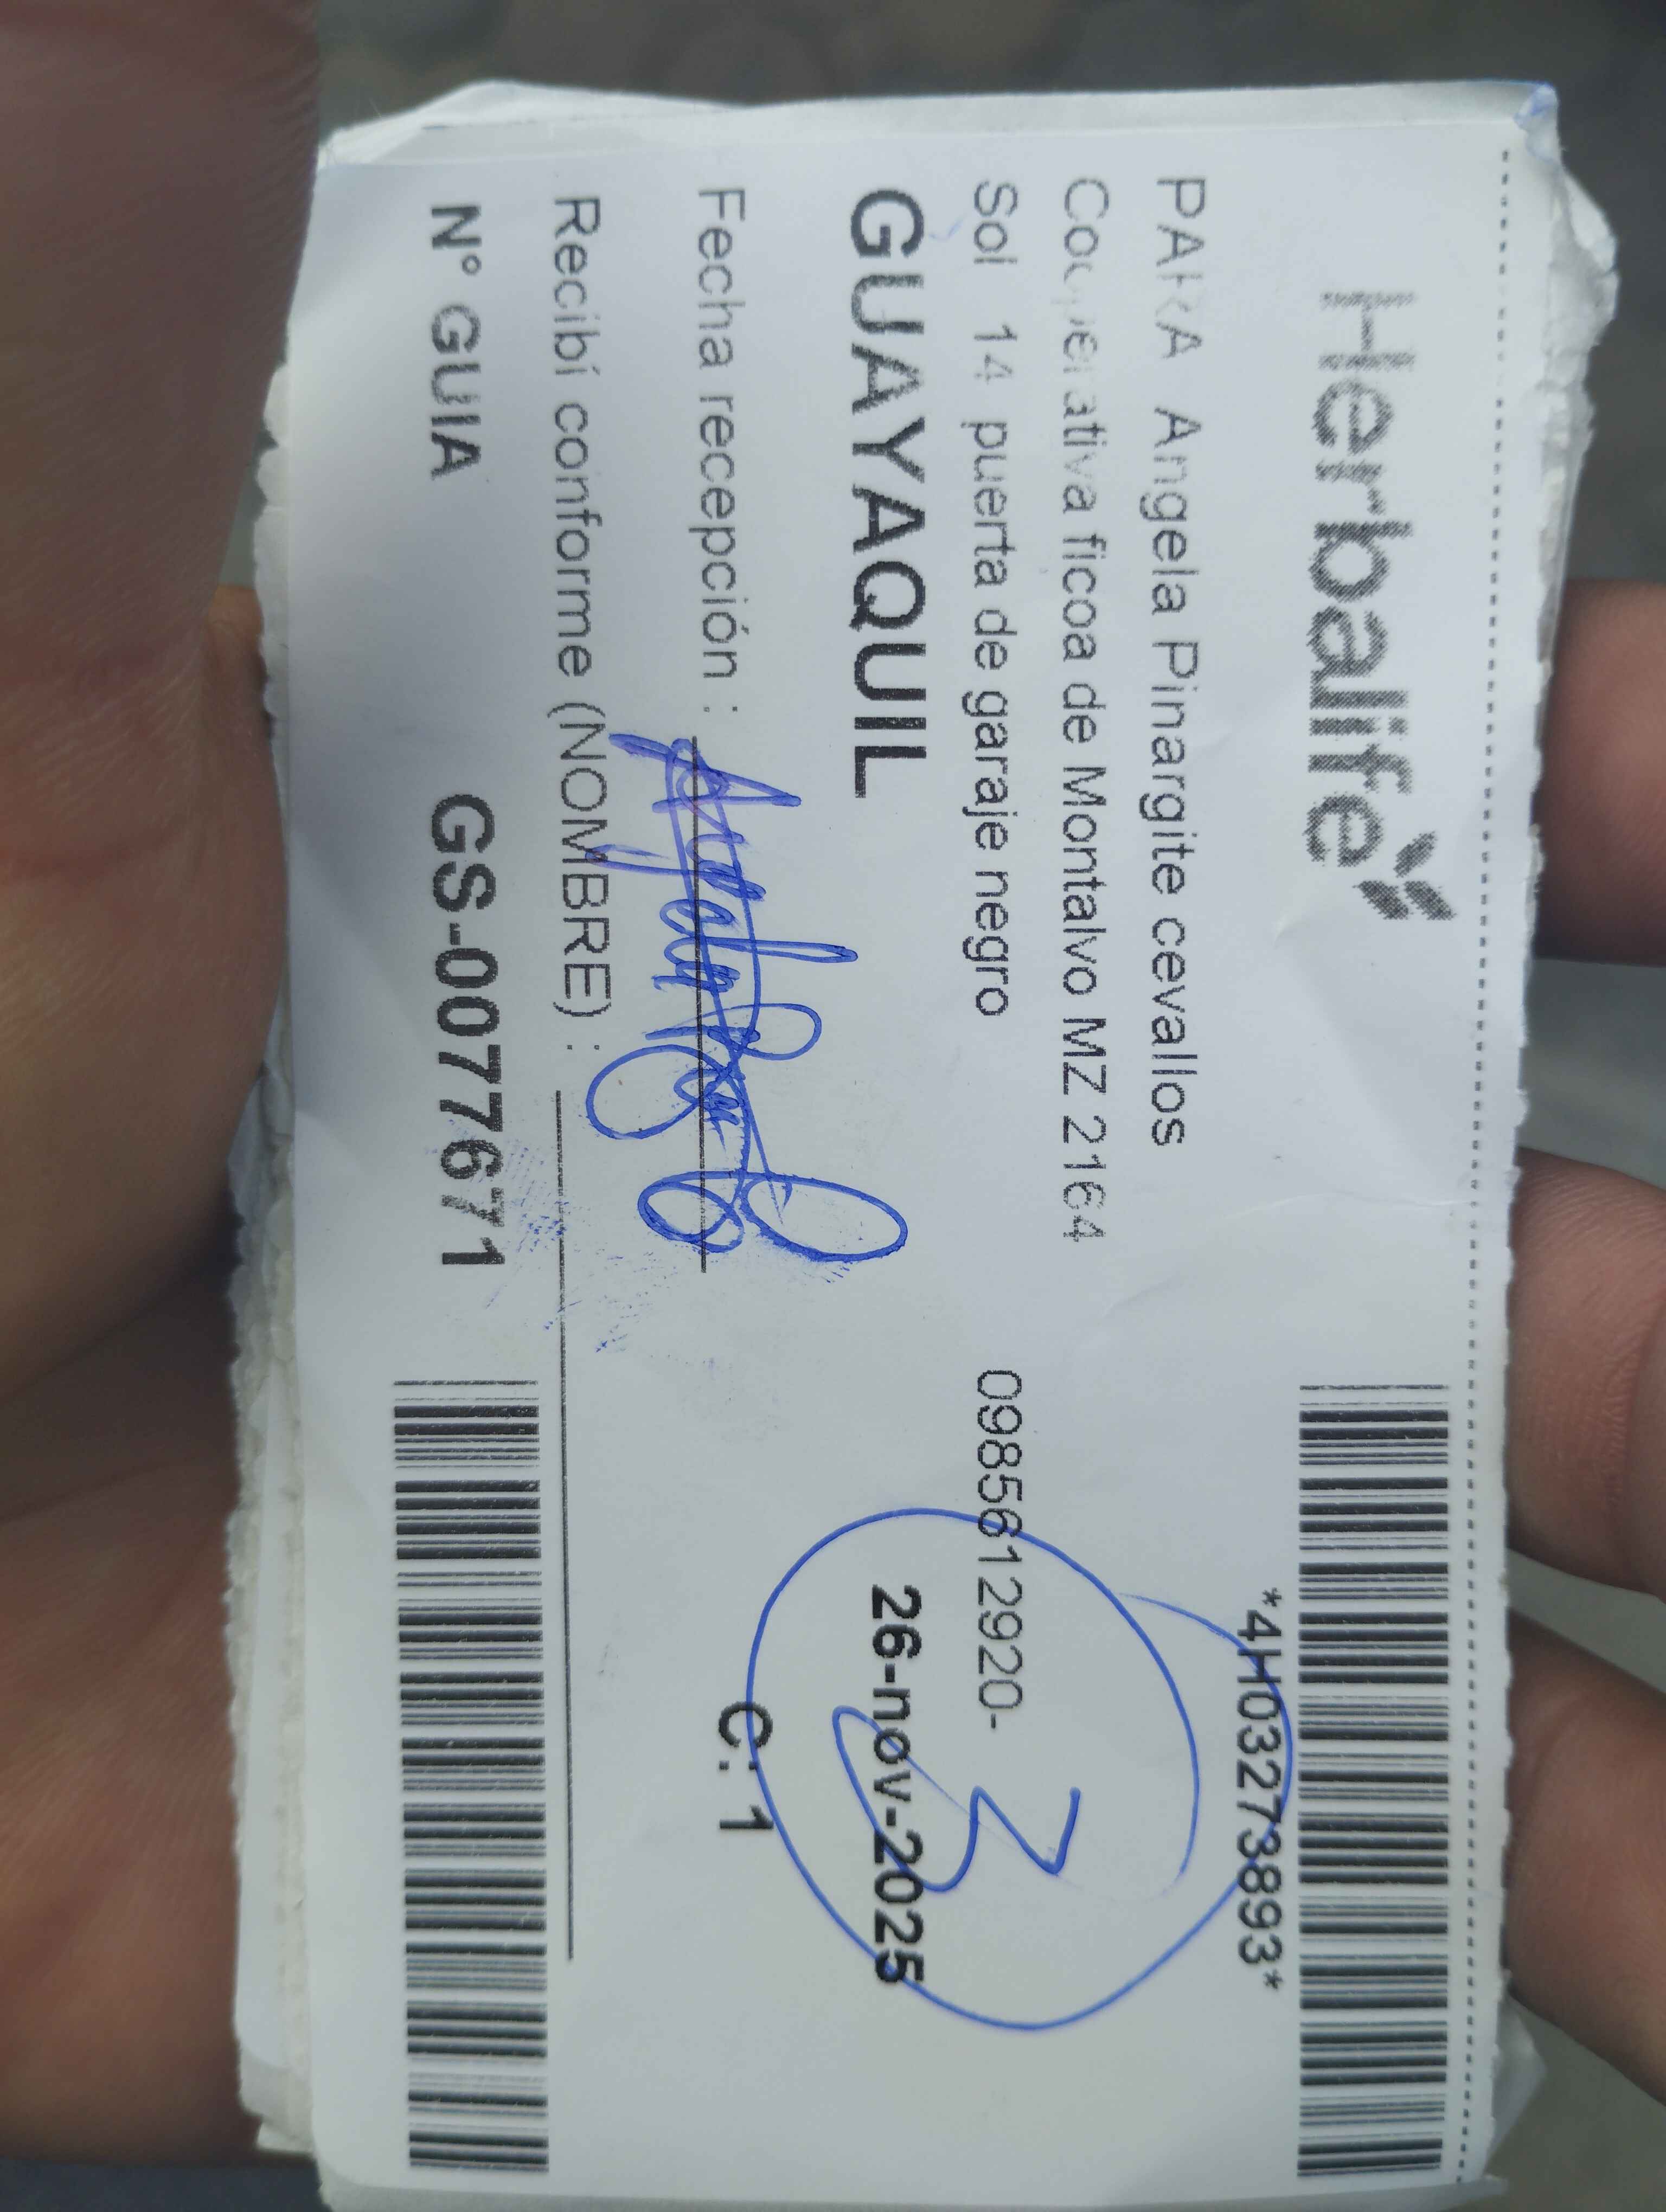 Herbalife
*4H03273893*
PARA Angela Pinargite cevallos
Cooperativa ficoa de Montalvo MZ 2164
Sol 14 puerta de garaje negro 0985612920-
3
GUAYAQUIL 26-nov-2025
Fecha recepción : C: 1
Recibí conforme (NOMBRE) :
N° GUIA GS-0077671